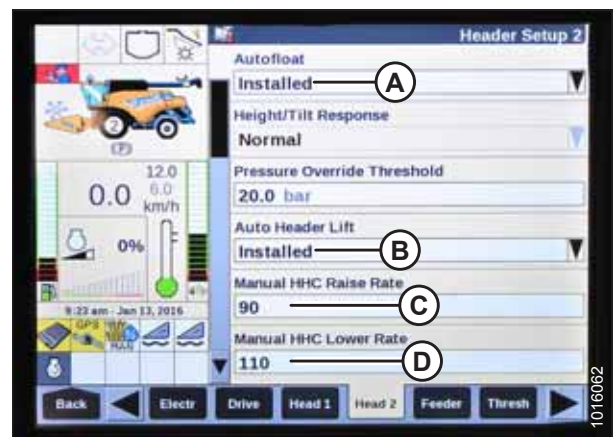 Header Setup 2
Autofloat
Installed
A
Height/Tilt Response
Normal
Pressure Override Threshold
20.0 bar
Auto Header Lift
Installed
B
Manual HHC Raise Rate
90
C
Manual HHC Lower Rate
110
D
2
(P)
12.0
0.0
6.0
km/h
0%
9:23 am - Jan 13, 2016
GPS
Back
Electr
Drive
Head 1
Head 2
Feeder
Thresh
1016062